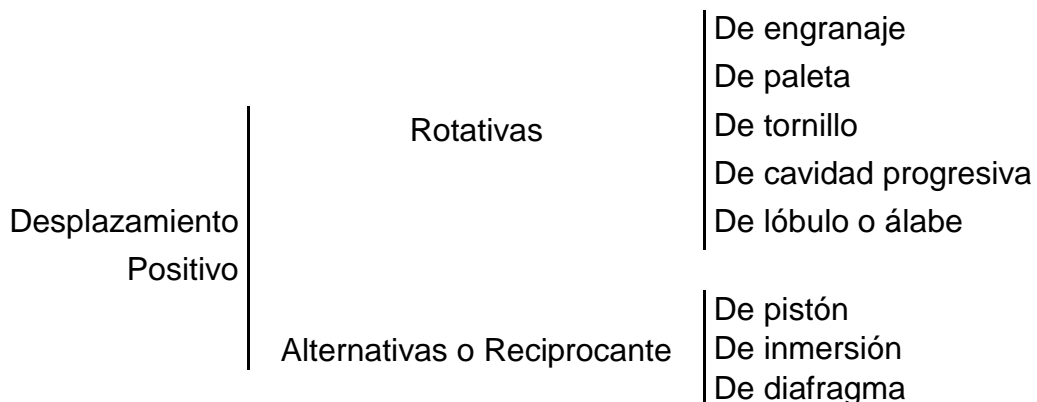 Desplazamiento
Positivo
Rotativas
De engranaje
De paleta
De tornillo
De cavidad progresiva
De lóbulo o álabe
Alternativas o Reciprocante
De pistón
De inmersión
De diafragma